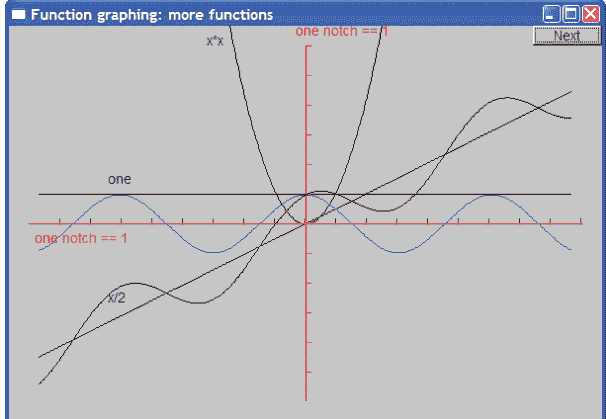 Function graphing: more functions
one notch == 1
x*x
Next
one
one notch == 1
x/2